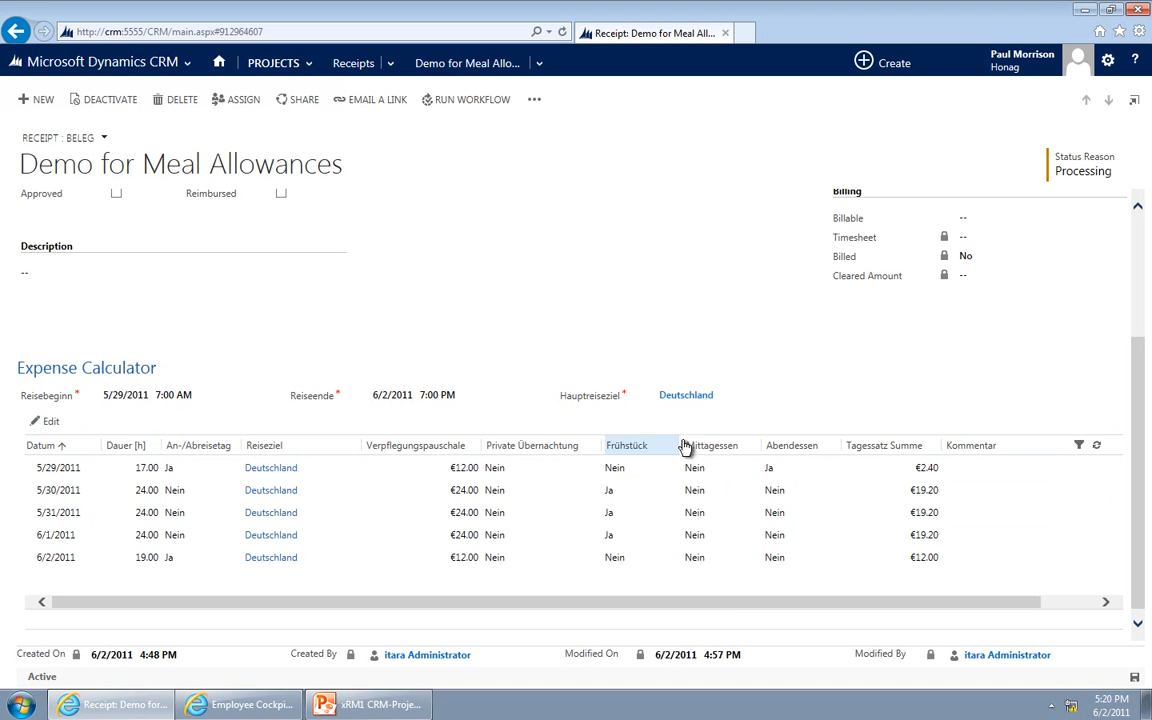 http://crm:5555/CRM/main.aspx#912964607
Receipt: Demo for Meal All...
Microsoft Dynamics CRM
PROJECTS
Receipts
Demo for Meal Allo...
Create
Paul Morrison
Honag
?
NEW
DEACTIVATE
DELETE
ASSIGN
SHARE
EMAIL A LINK
RUN WORKFLOW
RECEIPT : BELEG
Demo for Meal Allowances
Status Reason
Processing
Approved
Reimbursed
Billing
Billable --
Timesheet --
Billed No
Cleared Amount --
Description
--
Expense Calculator
Reisebeginn * 5/29/2011 7:00 AM Reiseende * 6/2/2011 7:00 PM Hauptreiseziel * Deutschland
Edit
Datum Dauer [h] An-/Abreisetag Reiseziel Verpflegungspauschale Private Übernachtung Frühstück Mittagessen Abendessen Tagessatz Summe Kommentar
5/29/2011 17.00 Ja Deutschland €12.00 Nein Nein Nein Ja €2.40
5/30/2011 24.00 Nein Deutschland €24.00 Nein Ja Nein Nein €19.20
5/31/2011 24.00 Nein Deutschland €24.00 Nein Ja Nein Nein €19.20
6/1/2011 24.00 Nein Deutschland €24.00 Nein Ja Nein Nein €19.20
6/2/2011 19.00 Ja Deutschland €12.00 Nein Nein Nein Nein €12.00
Created On 6/2/2011 4:48 PM Created By itara Administrator Modified On 6/2/2011 4:57 PM Modified By itara Administrator
Active
Receipt: Demo for...
Employee Cockpi...
xRM1 CRM-Proje...
5:20 PM
6/2/2011